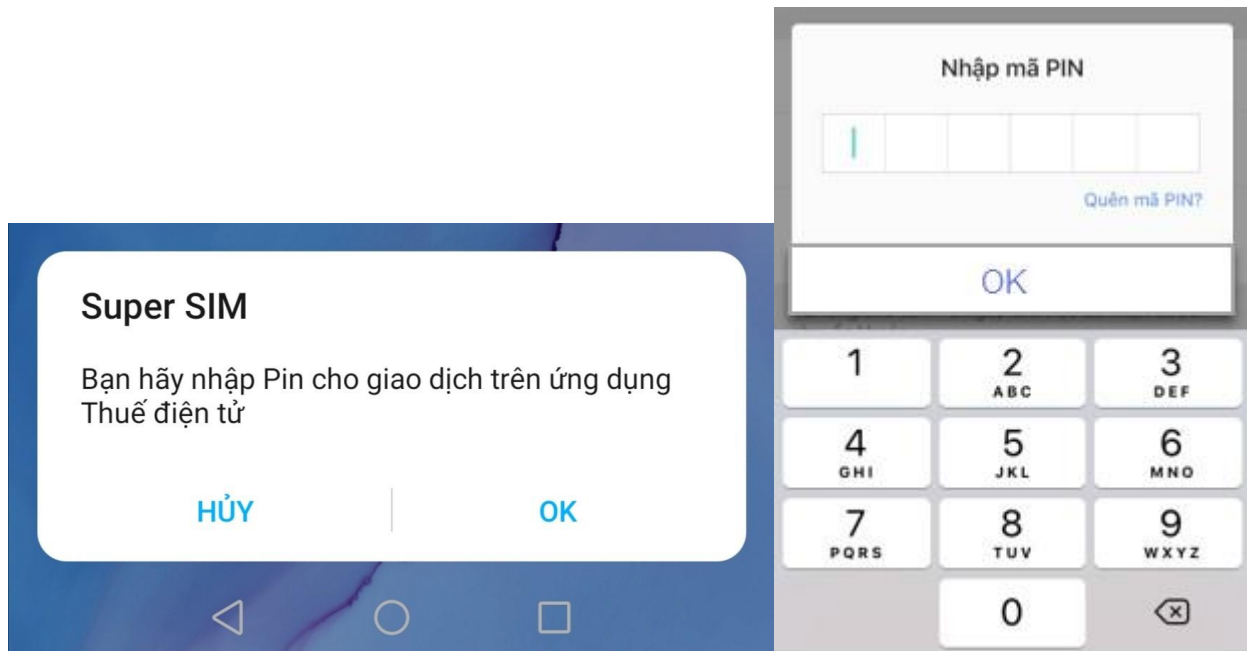 Super SIM
Bạn hãy nhập Pin cho giao dịch trên ứng dụng
Thuế điện tử
HỦY OK
Nhập mã PIN
Quên mã PIN?
OK
1 2 3
ABC DEF
4 5 6
GHI JKL MNO
7 8 9
PQRS TUV WXYZ
0